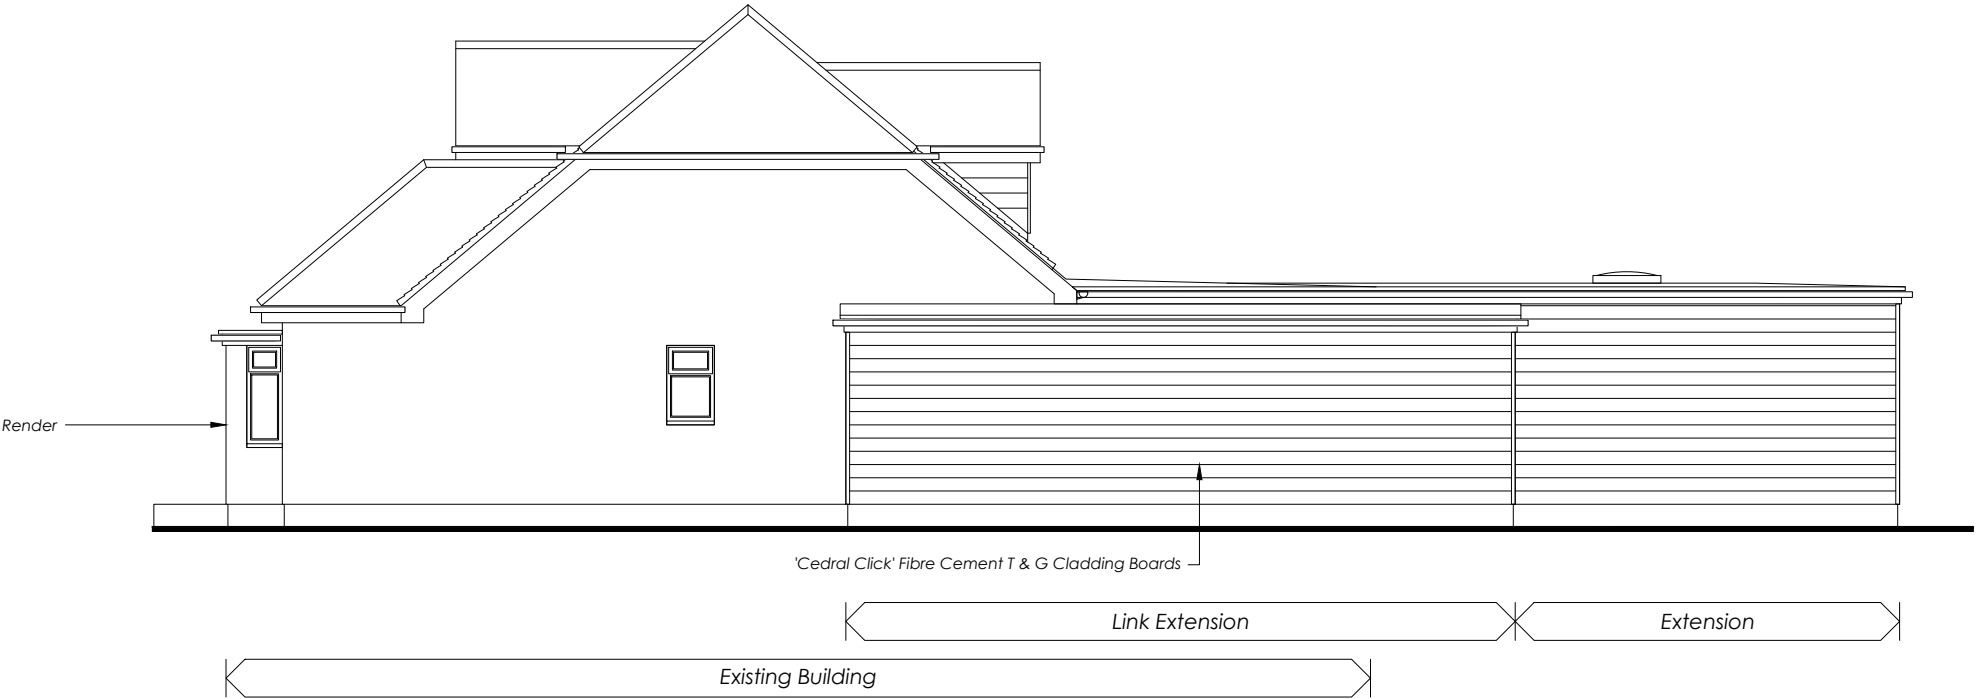 Render
'Cedral Click' Fibre Cement T & G Cladding Boards
Link Extension
Extension
Existing Building